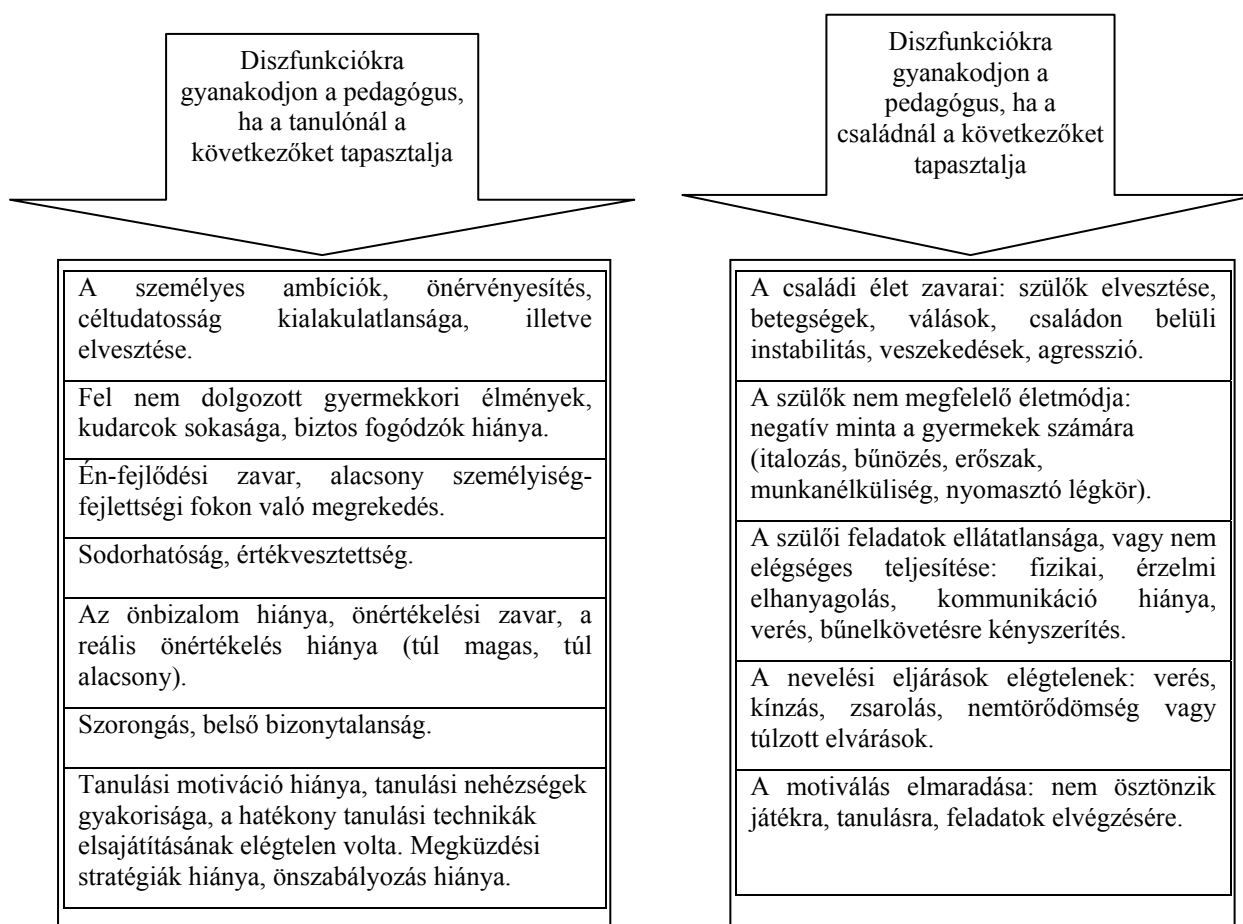 Diszfunkciókra
gyanakodjon a pedagógus,
ha a tanulónál a
következőket tapasztalja
A személyes ambíciók, önérvényesítés,
céltudatosság kialakulatlansága, illetve
elvesztése.
Fel nem dolgozott gyermekkori élmények,
kudarcok sokasága, biztos fogódzók hiánya.
Én-fejlődési zavar, alacsony személyiség-
fejlettségi fokon való megrekedés.
Sodorhatóság, értékvesztettség.
Az önbizalom hiánya, önértékelési zavar, a
reális önértékelés hiánya (túl magas, túl
alacsony).
Szorongás, belső bizonytalanság.
Tanulási motiváció hiánya, tanulási nehézségek
gyakorisága, a hatékony tanulási technikák
elsajátításának elégtelen volta. Megküzdési
stratégiák hiánya, önszabályozás hiánya.
Diszfunkciókra
gyanakodjon a
pedagógus, ha a
családnál a következőket
tapasztalja
A családi élet zavarai: szülők elvesztése,
betegségek, válások, családon belüli
instabilitás, veszekedések, agresszió.
A szülők nem megfelelő életmódja:
negatív minta a gyermekek számára
(italozás, bűnözés, erőszak,
munkanélküliség, nyomasztó légkör).
A szülői feladatok ellátatlansága, vagy nem
elégséges teljesítése: fizikai, érzelmi
elhanyagolás, kommunikáció hiánya,
verés, bűnelkövetésre kényszerítés.
A nevelési eljárások elégtelenek: verés,
kínzás, zsarolás, nemtörődömség vagy
túlzott elvárások.
A motiválás elmaradása: nem ösztönzik
játékra, tanulásra, feladatok elvégzésére.